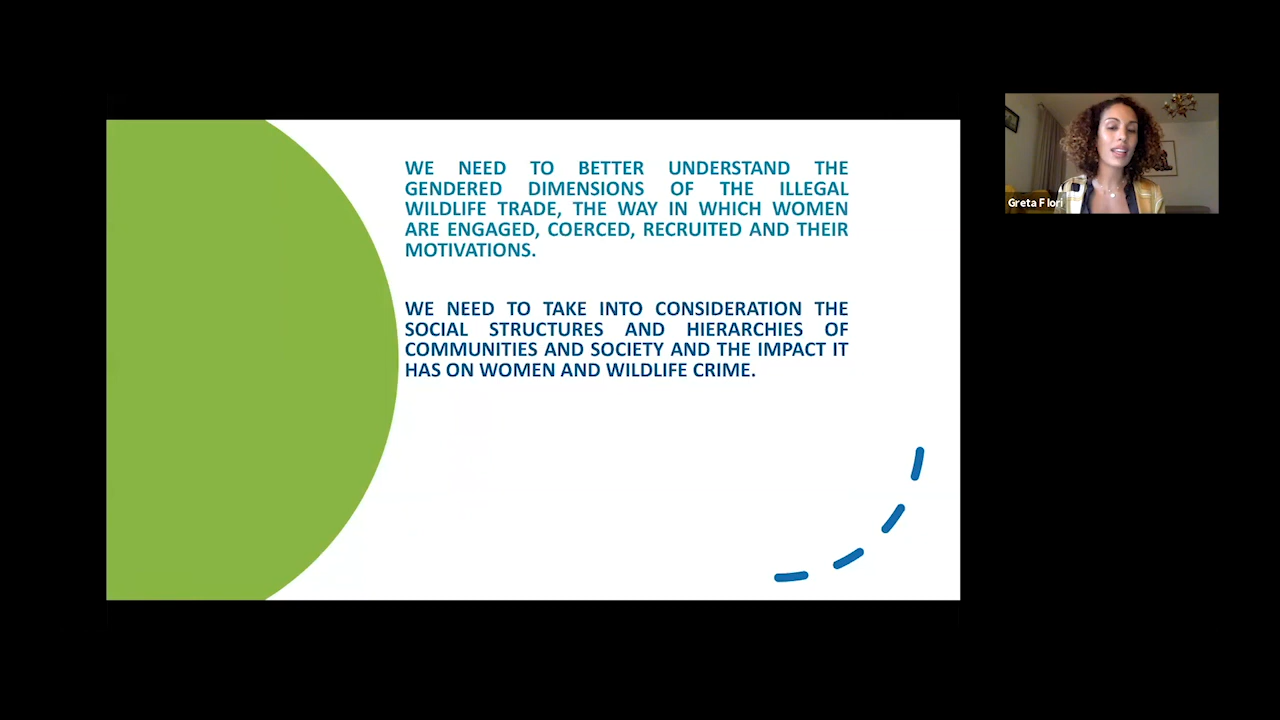 WE NEED TO BETTER UNDERSTAND THE
GENDERED DIMENSIONS OF THE ILLEGAL
WILDLIFE TRADE, THE WAY IN WHICH WOMEN
ARE ENGAGED, COERCED, RECRUITED AND THEIR
MOTIVATIONS.
WE NEED TO TAKE INTO CONSIDERATION THE
SOCIAL STRUCTURES AND HIERARCHIES OF
COMMUNITIES AND SOCIETY AND THE IMPACT IT
HAS ON WOMEN AND WILDLIFE CRIME.
Greta F Iori